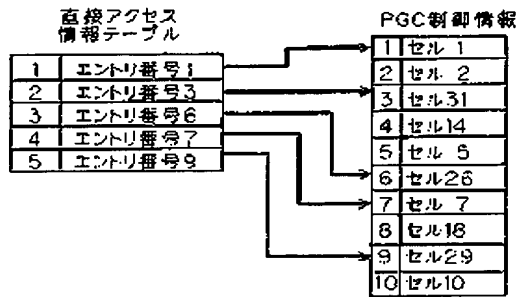 直接アクセス
情報テーブル
1 エントリ番号1
2 エントリ番号3
3 エントリ番号6
4 エントリ番号7
5 エントリ番号9
PGC制御情報
1 セル 1
2 セル 2
3 セル31
4 セル14
5 セル 5
6 セル26
7 セル 7
8 セル18
9 セル29
10 セル10